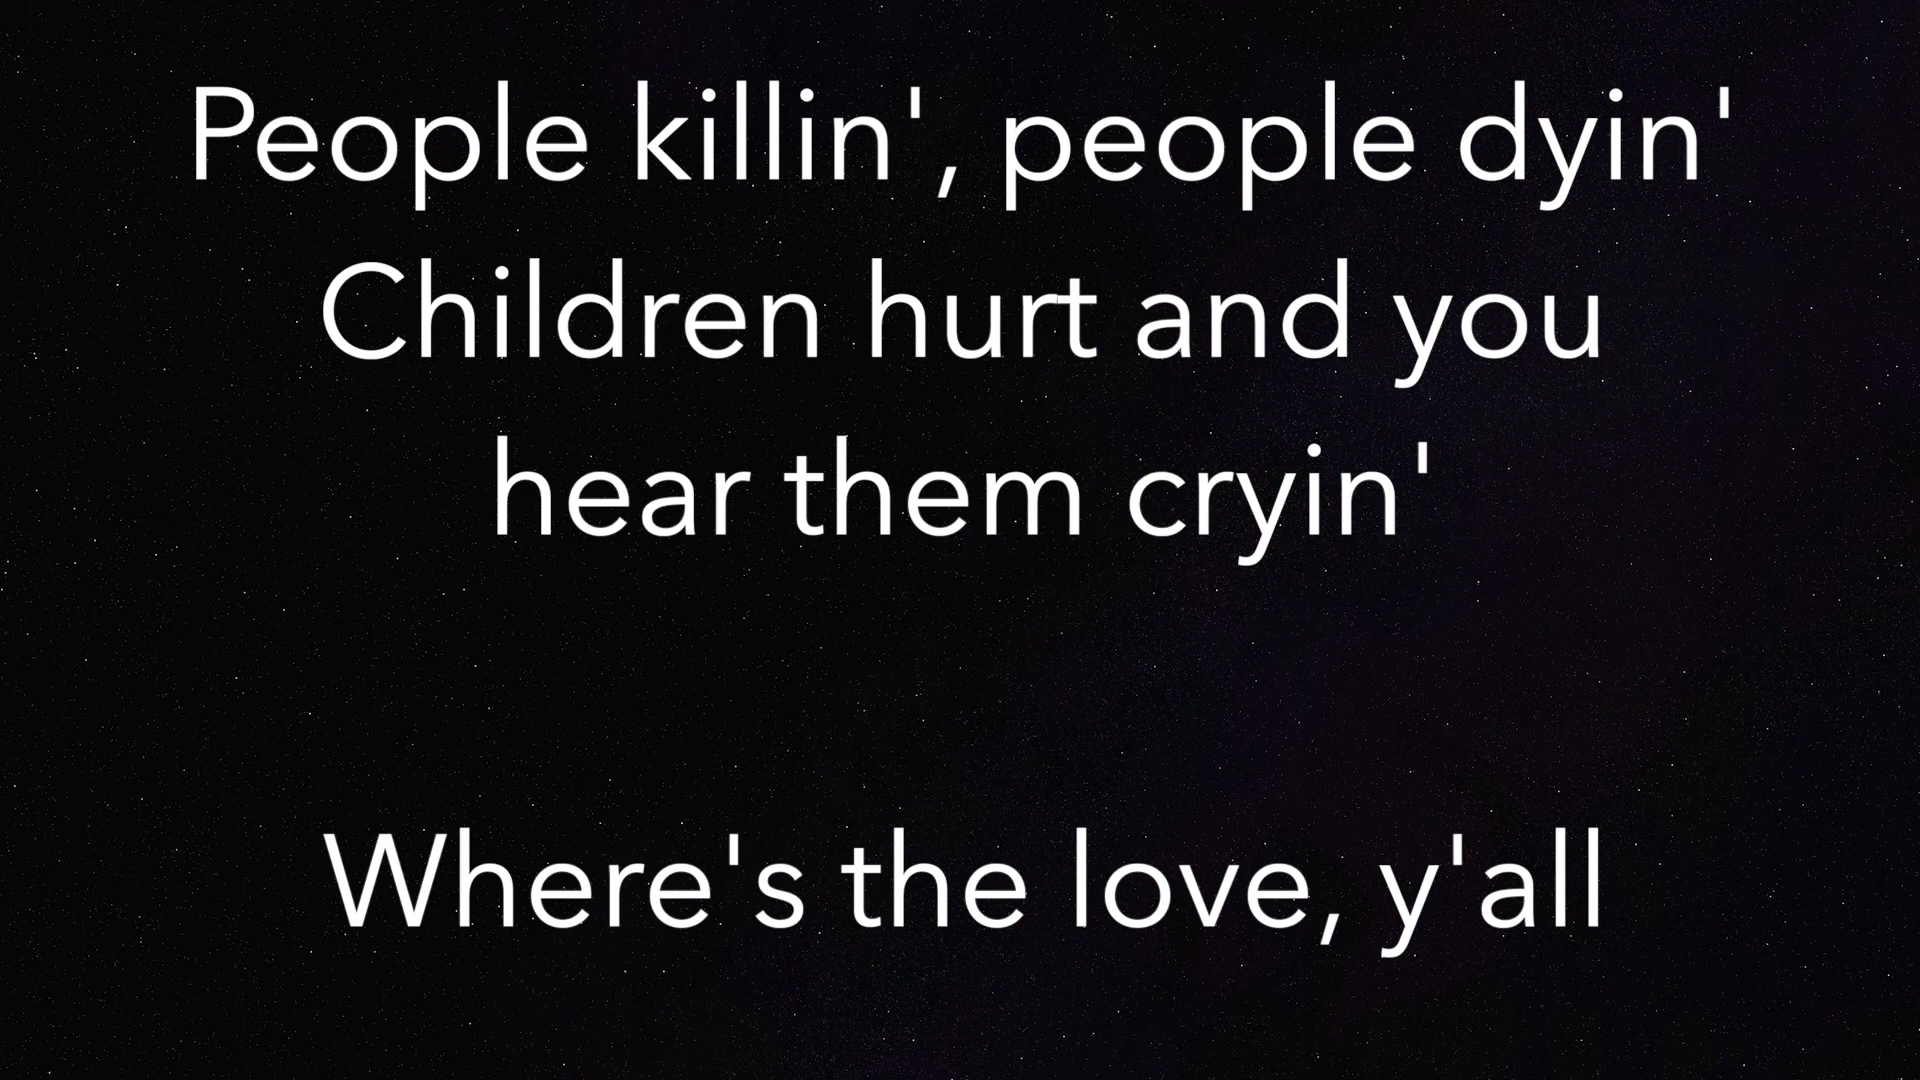 People killin', people dyin'
Children hurt and you
hear them cryin'
Where's the love, y'all